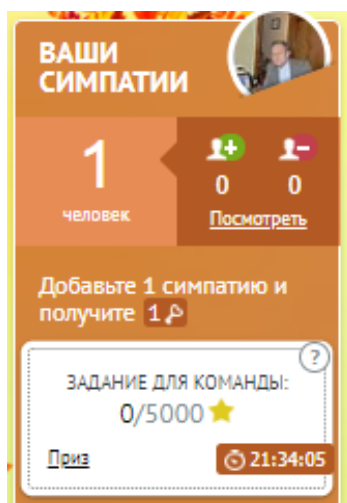 ВАШИ
СИМПАТИИ
1
человек
0 0
Посмотреть
Добавьте 1 симпатию и
получите 1
?
ЗАДАНИЕ ДЛЯ КОМАНДЫ:
0/5000
Приз 21:34:05